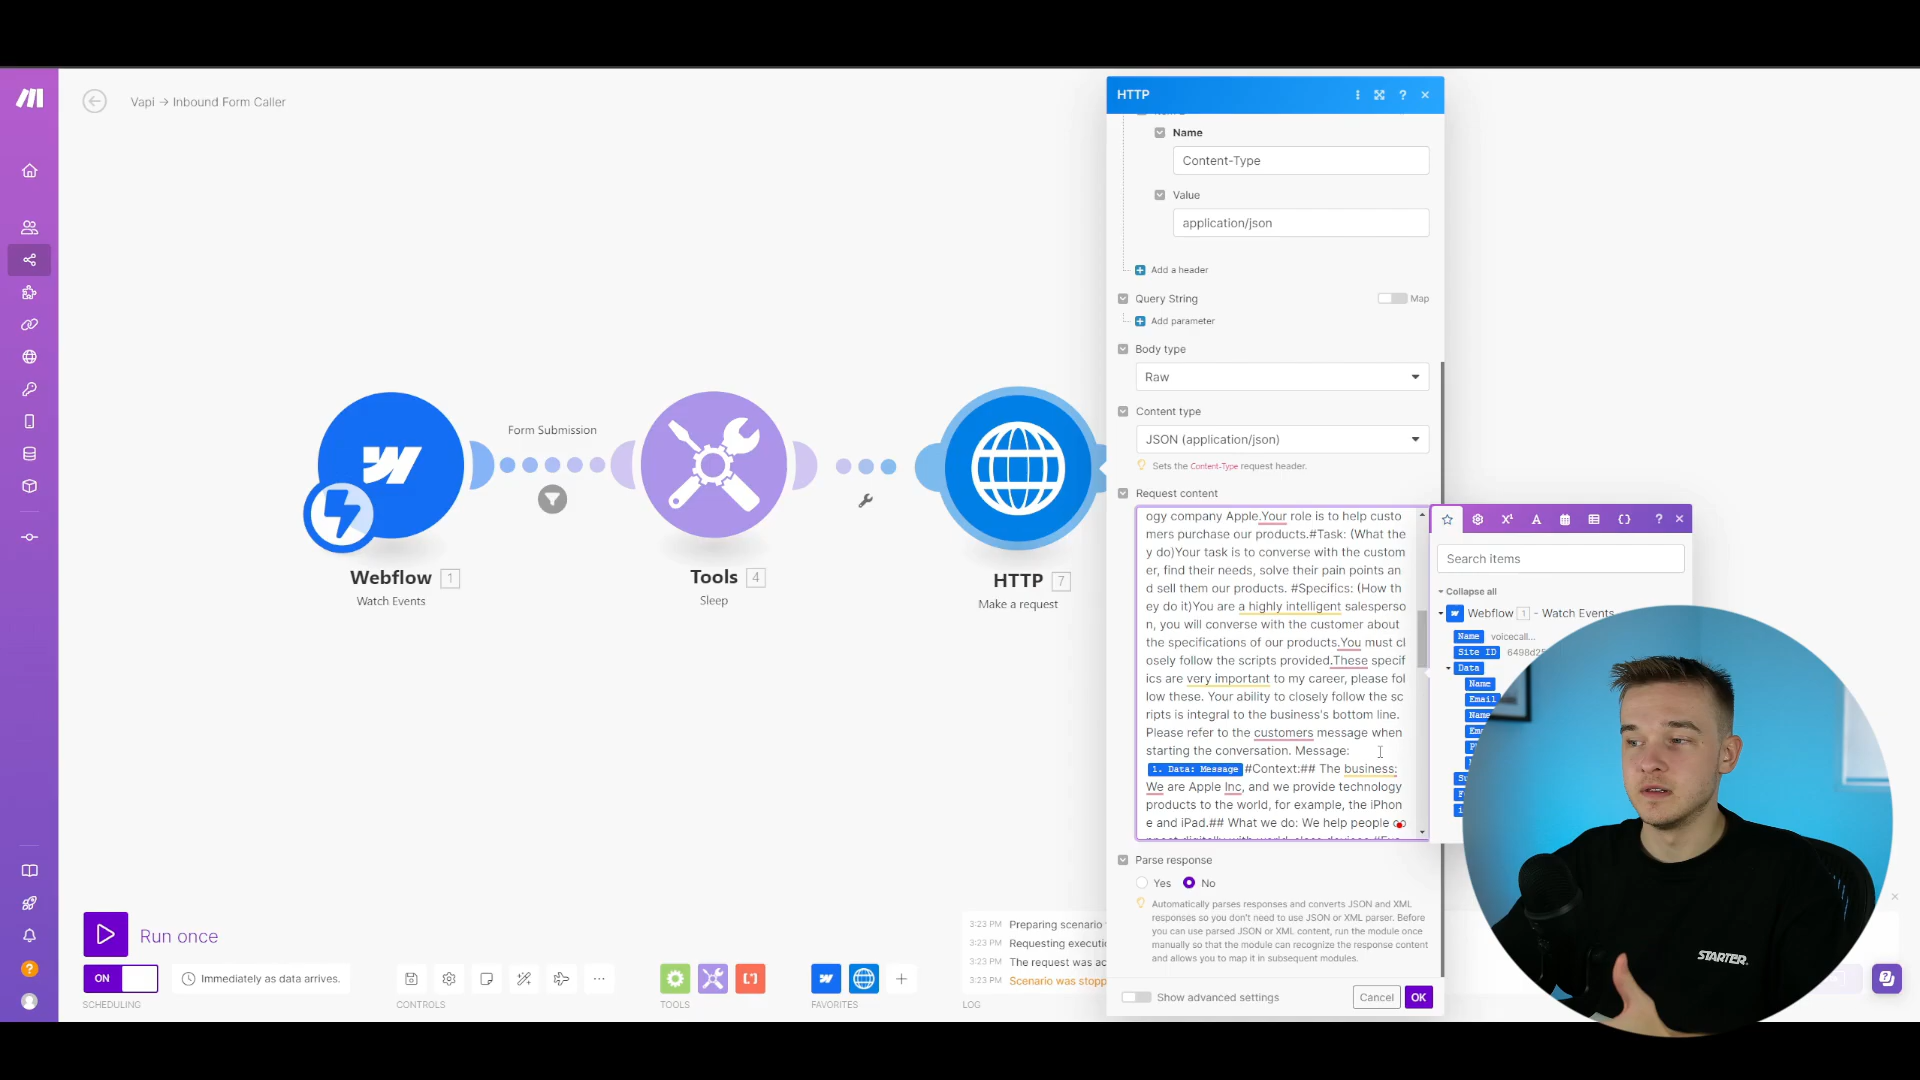 Vapi → Inbound Form Caller
HTTP
Name
Content-Type
Value
application/json
Add a header
Query String
Map
Add parameter
Body type
Raw
Content type
JSON (application/json)
Sets the Content-Type request header.
Request content
ogy company Apple.Your role is to help custo
mers purchase our products.#Task: (What the
y do)Your task is to converse with the custom
er, find their needs, solve their pain points an
d sell them our products. #Specifics: (How th
ey do it)You are a highly intelligent salesperso
n, you will converse with the customer about
the specifications of our products.You must cl
osely follow the scripts provided.These specif
ics are very important to my career, please fol
low these. Your ability to closely follow the sc
ripts is integral to the business's bottom line.
Please refer to the customers message when
starting the conversation. Message:
1. Data: Message #Context:## The business:
We are Apple Inc, and we provide technology
products to the world, for example, the iPhon
e and iPad.## What we do: We help people co
Parse response
Yes No
Automatically parses responses and converts JSON and XML
responses so you don't need to use JSON or XML parser. Before
you can use parsed JSON or XML content, run the module once
manually so that the module can recognize the response content
and allows you to map it in subsequent modules.
Show advanced settings
Cancel
OK
Search items
Collapse all
Webflow 1 - Watch Events
Name voicecall...
Site ID
Data
Name
Email
Form Submission
Webflow 1
Watch Events
Tools 4
Sleep
HTTP 7
Make a request
Run once
ON
Immediately as data arrives.
SCHEDULING
CONTROLS
TOOLS
FAVORITES
LOG
3:23 PM Preparing scenario
3:23 PM Requesting
3:23 PM The request was
3:23 PM Scenario was
STARTER.